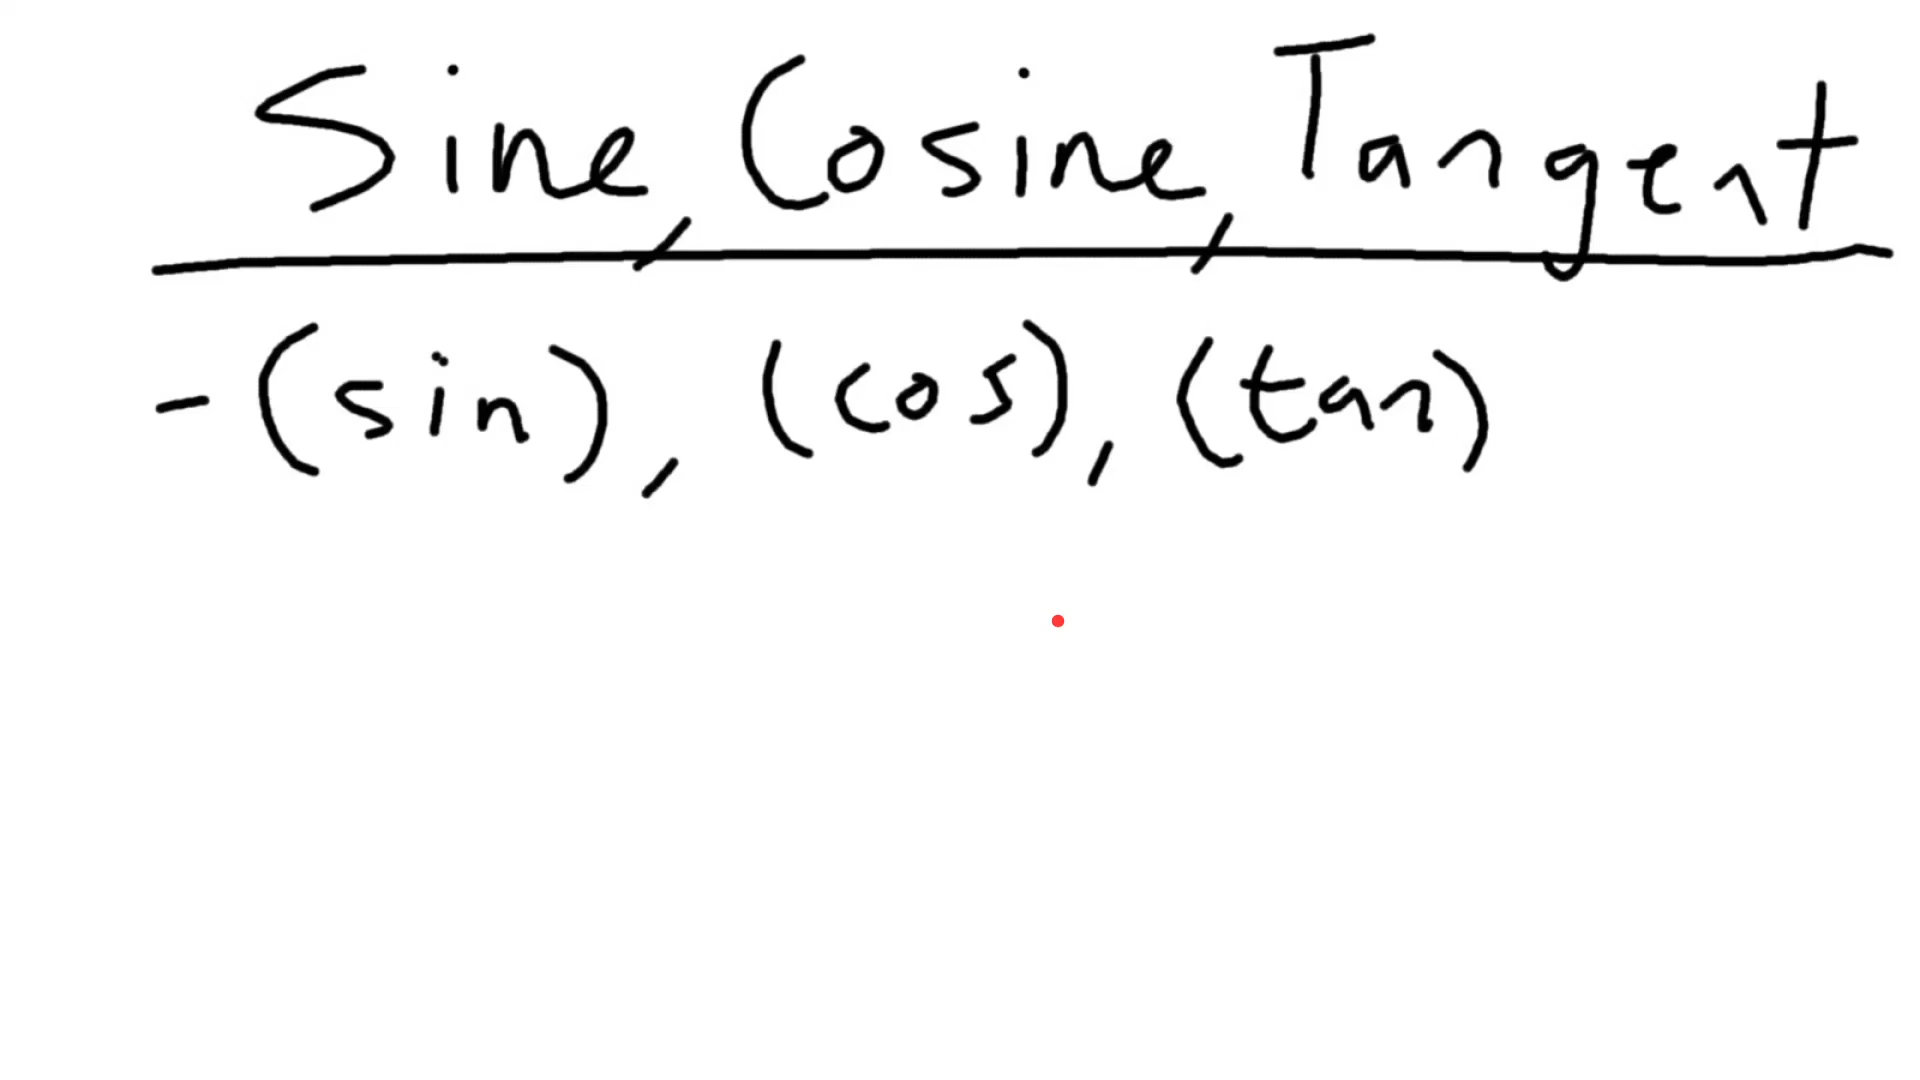 Sine, Cosine, Tangent
- (sin), (cos), (tan)